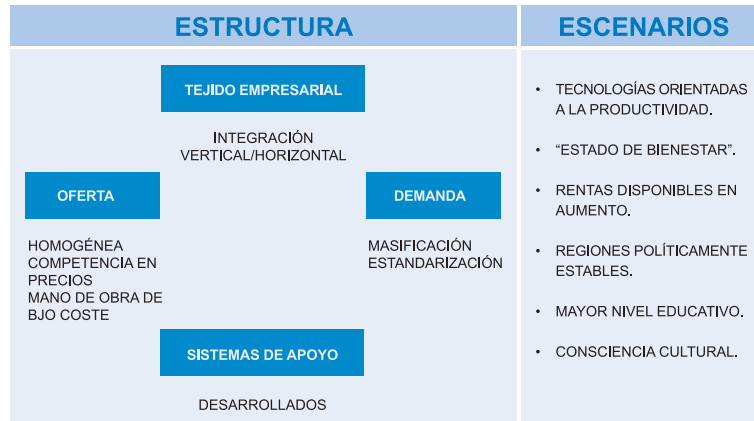 ESTRUCTURA
TEJIDO EMPRESARIAL
INTEGRACIÓN
VERTICAL/HORIZONTAL
OFERTA
HOMOGÉNEA
COMPETENCIA EN
PRECIOS
MANO DE OBRA DE
BJO COSTE
DEMANDA
MASIFICACIÓN
ESTANDARIZACIÓN
SISTEMAS DE APOYO
DESARROLLADOS
ESCENARIOS
• TECNOLOGÍAS ORIENTADAS
A LA PRODUCTIVIDAD.
• “ESTADO DE BIENESTAR”.
• RENTAS DISPONIBLES EN
AUMENTO.
• REGIONES POLÍTICAMENTE
ESTABLES.
• MAYOR NIVEL EDUCATIVO.
• CONSCIENCIA CULTURAL.